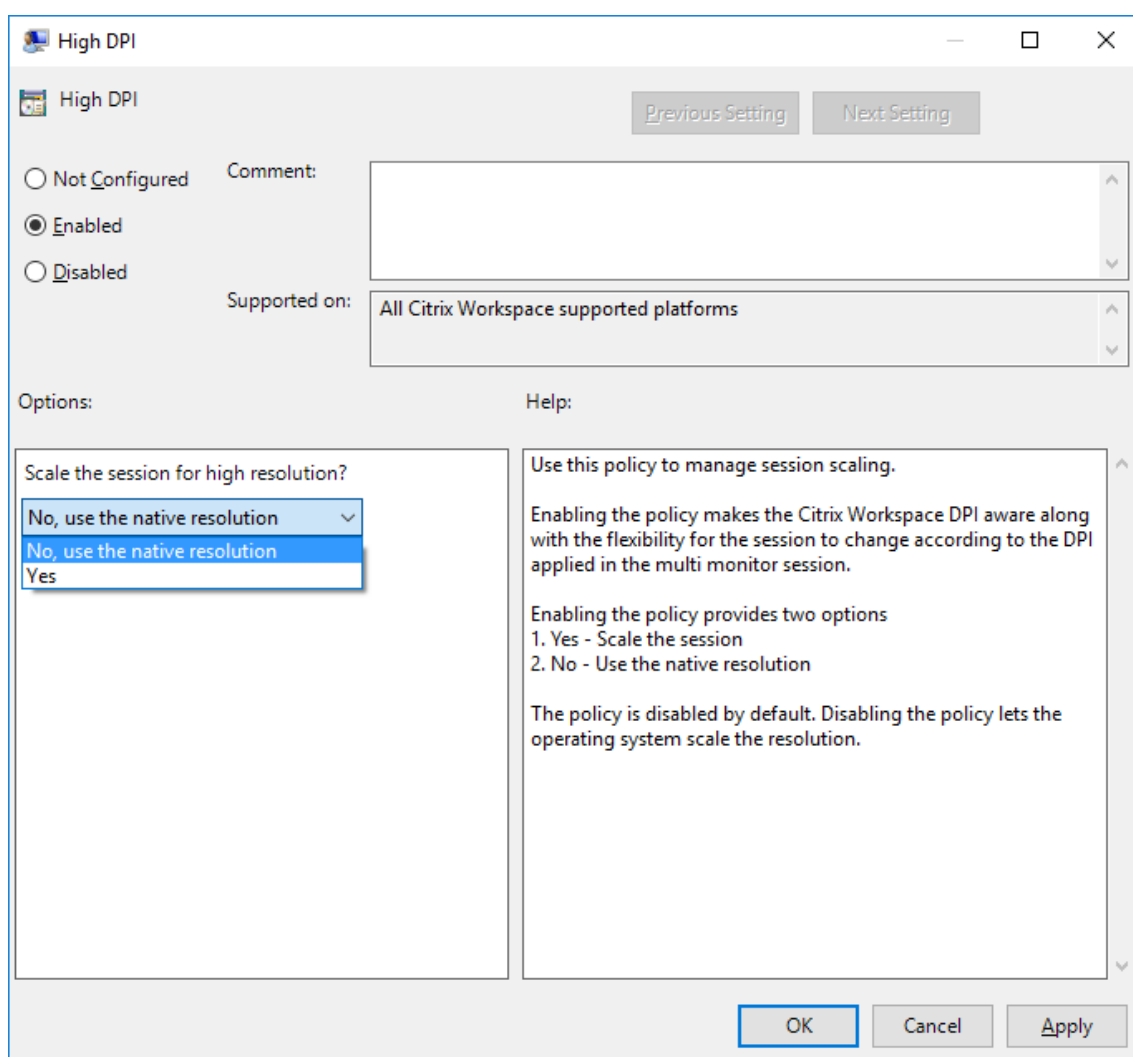 High DPI
High DPI
Previous Setting
Next Setting
Not Configured
Comment:
Enabled
Disabled
Supported on:
All Citrix Workspace supported platforms
Options:
Help:
Scale the session for high resolution?
No, use the native resolution
No, use the native resolution
Yes
Use this policy to manage session scaling.
Enabling the policy makes the Citrix Workspace DPI aware along
with the flexibility for the session to change according to the DPI
applied in the multi monitor session.
Enabling the policy provides two options
1. Yes - Scale the session
2. No - Use the native resolution
The policy is disabled by default. Disabling the policy lets the
operating system scale the resolution.
OK
Cancel
Apply